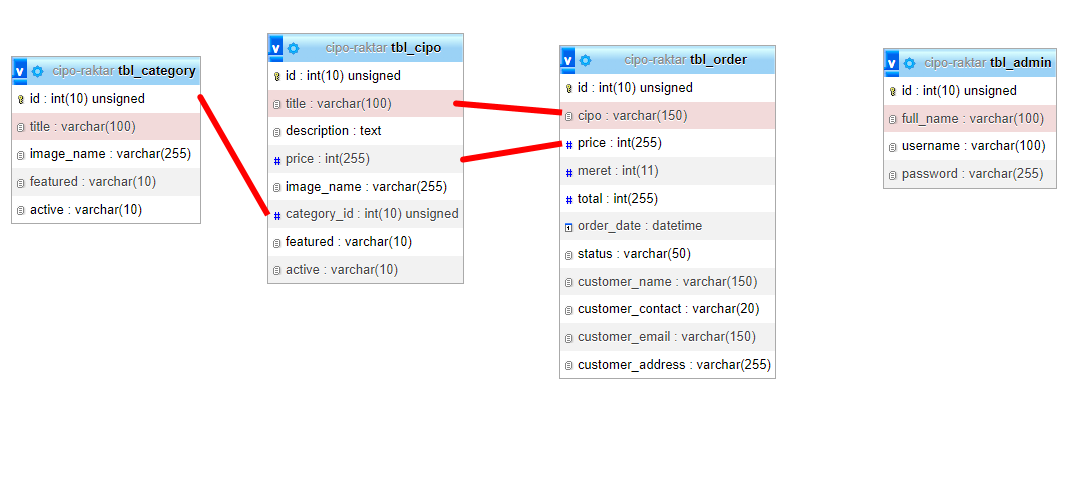 v cipo-raktar tbl_category
id : int(10) unsigned
title : varchar(100)
image_name : varchar(255)
featured : varchar(10)
active : varchar(10)
v cipo-raktar tbl_cipo
id : int(10) unsigned
title : varchar(100)
description : text
# price : int(255)
image_name : varchar(255)
# category_id : int(10) unsigned
featured : varchar(10)
active : varchar(10)
v cipo-raktar tbl_order
id : int(10) unsigned
cipo : varchar(150)
# price : int(255)
# meret : int(11)
# total : int(255)
order_date : datetime
status : varchar(50)
customer_name : varchar(150)
customer_contact : varchar(20)
customer_email : varchar(150)
customer_address : varchar(255)
v cipo-raktar tbl_admin
id : int(10) unsigned
full_name : varchar(100)
username : varchar(100)
password : varchar(255)